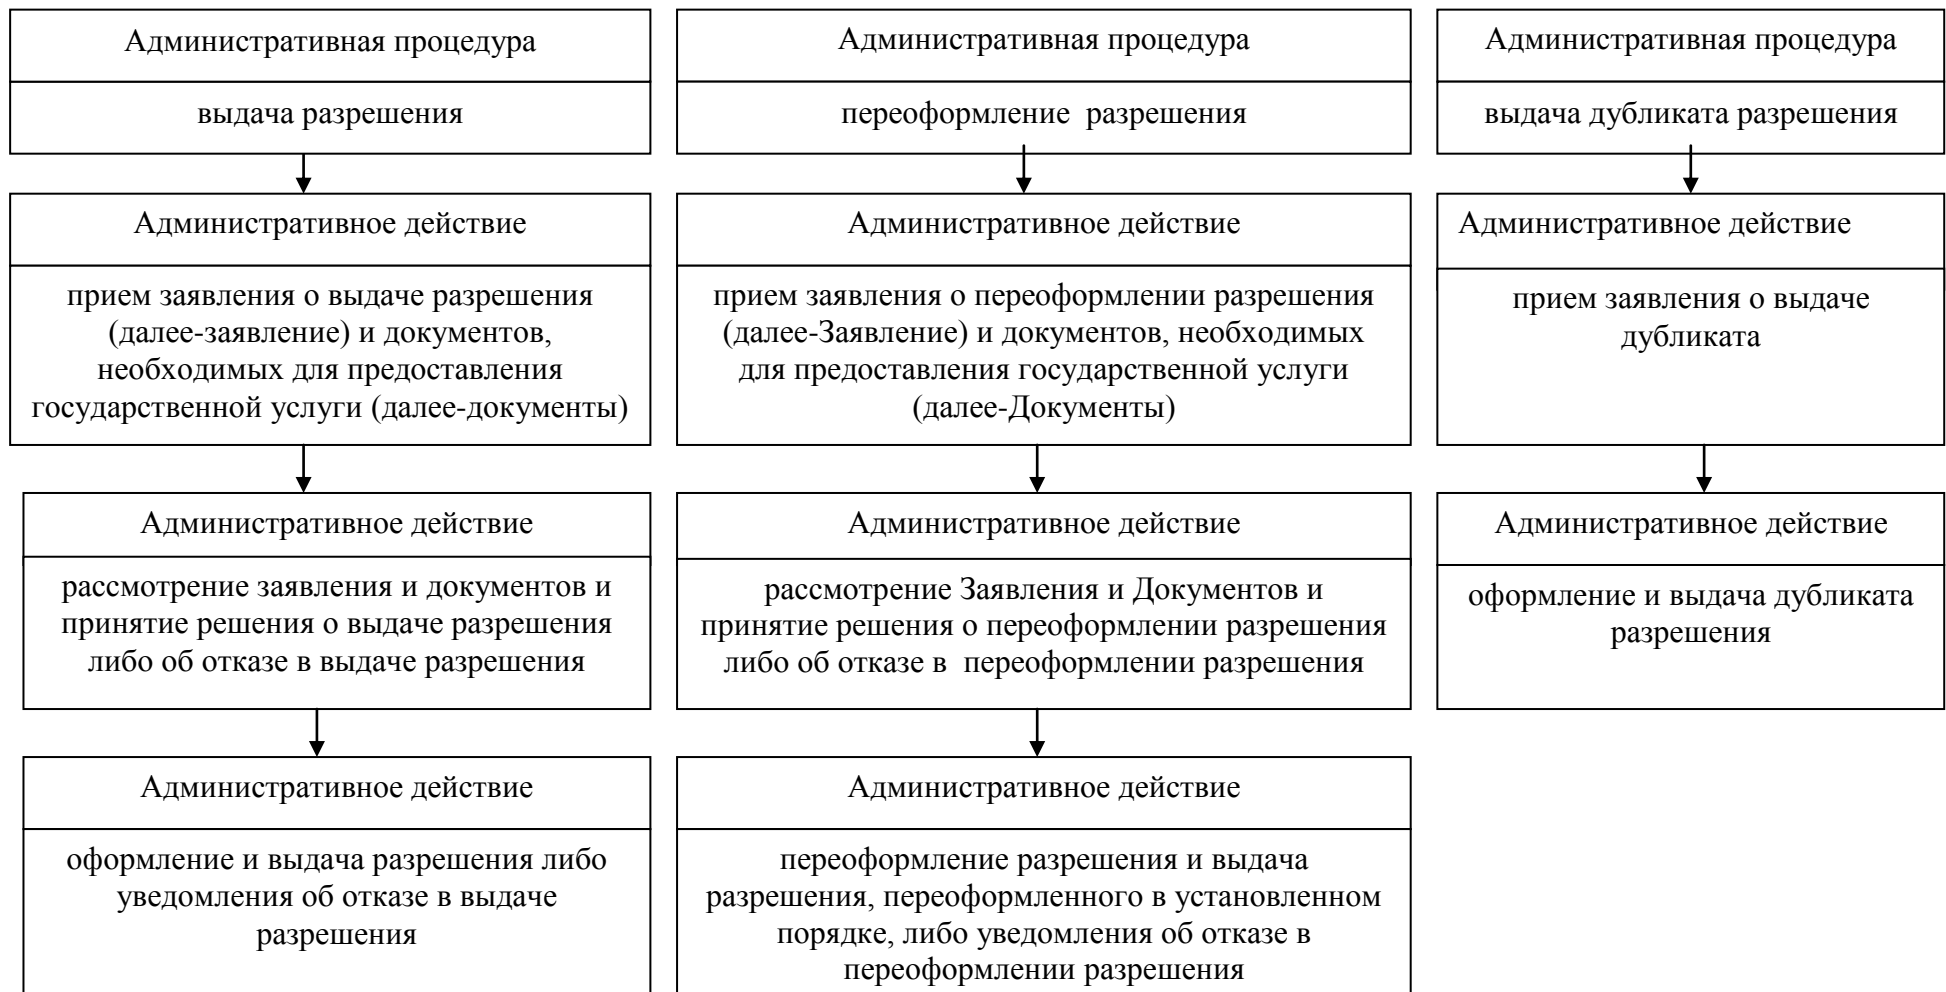 Административная процедура
выдача разрешения
Административное действие
прием заявления о выдаче разрешения
(далее-заявление) и документов,
необходимых для предоставления
государственной услуги (далее-документы)
Административное действие
рассмотрение заявления и документов и
принятие решения о выдаче разрешения
либо об отказе в выдаче разрешения
Административное действие
оформление и выдача разрешения либо
уведомления об отказе в выдаче
разрешения
Административная процедура
переоформление  разрешения
Административное действие
прием заявления о переоформлении разрешения
(далее-Заявление) и документов, необходимых
для предоставления государственной услуги
(далее-Документы)
Административное действие
рассмотрение Заявления и Документов и
принятие решения о переоформлении разрешения
либо об отказе в  переоформлении разрешения
Административное действие
переоформление разрешения и выдача
разрешения, переоформленного в установленном
порядке, либо уведомления об отказе в
переоформлении разрешения
Административная процедура
выдача дубликата разрешения
Административное действие
прием заявления о выдаче
дубликата
Административное действие
оформление и выдача дубликата
разрешения